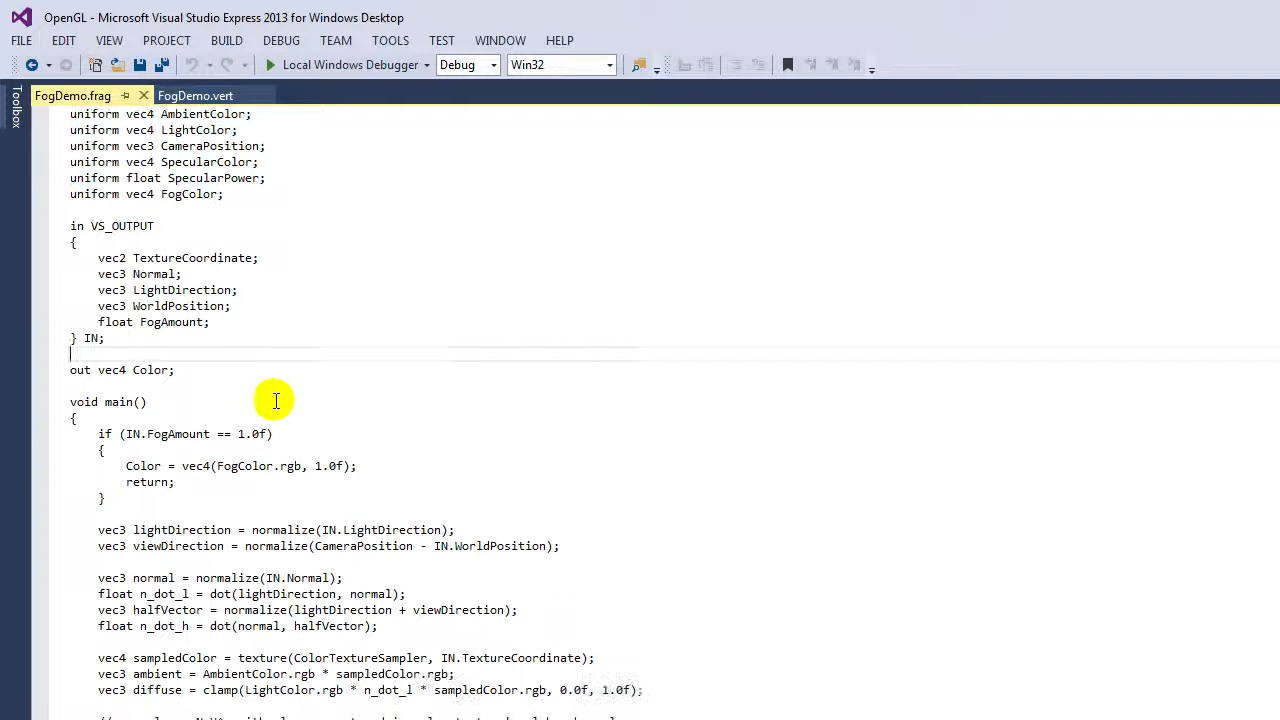 OpenGL - Microsoft Visual Studio Express 2013 for Windows Desktop
FILE EDIT VIEW PROJECT BUILD DEBUG TEAM TOOLS TEST WINDOW HELP
Local Windows Debugger Debug Win32
Toolbox
FogDemo.frag FogDemo.vert
uniform vec4 AmbientColor;
uniform vec4 LightColor;
uniform vec3 CameraPosition;
uniform vec4 SpecularColor;
uniform float SpecularPower;
uniform vec4 FogColor;
in VS_OUTPUT
{
vec2 TextureCoordinate;
vec3 Normal;
vec3 LightDirection;
vec3 WorldPosition;
float FogAmount;
} IN;
out vec4 Color;
void main()
{
if (IN.FogAmount == 1.0f)
{
Color = vec4(FogColor.rgb, 1.0f);
return;
}
vec3 lightDirection = normalize(IN.LightDirection);
vec3 viewDirection = normalize(CameraPosition - IN.WorldPosition);
vec3 normal = normalize(IN.Normal);
float n_dot_l = dot(lightDirection, normal);
vec3 halfVector = normalize(lightDirection + viewDirection);
float n_dot_h = dot(normal, halfVector);
vec4 sampledColor = texture(ColorTextureSampler, IN.TextureCoordinate);
vec3 ambient = AmbientColor.rgb * sampledColor.rgb;
vec3 diffuse = clamp(LightColor.rgb * n_dot_l * sampledColor.rgb, 0.0f, 1.0f);